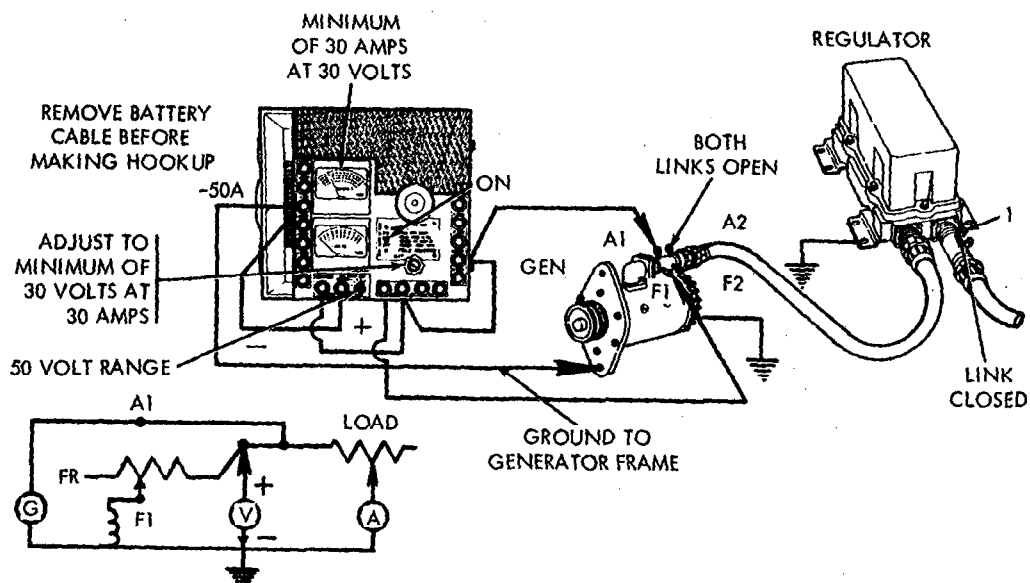 MINIMUM
OF 30 AMPS
AT 30 VOLTS
REGULATOR
REMOVE BATTERY
CABLE BEFORE
MAKING HOOKUP
BOTH
LINKS OPEN
ON
-50A
1
A1
A2
ADJUST TO
MINIMUM OF
30 VOLTS AT
30 AMPS
GEN
F1
F2
+
-
50 VOLT RANGE
LINK
CLOSED
GROUND TO
GENERATOR FRAME
A1
LOAD
FR
+
G
F1
V
A
-